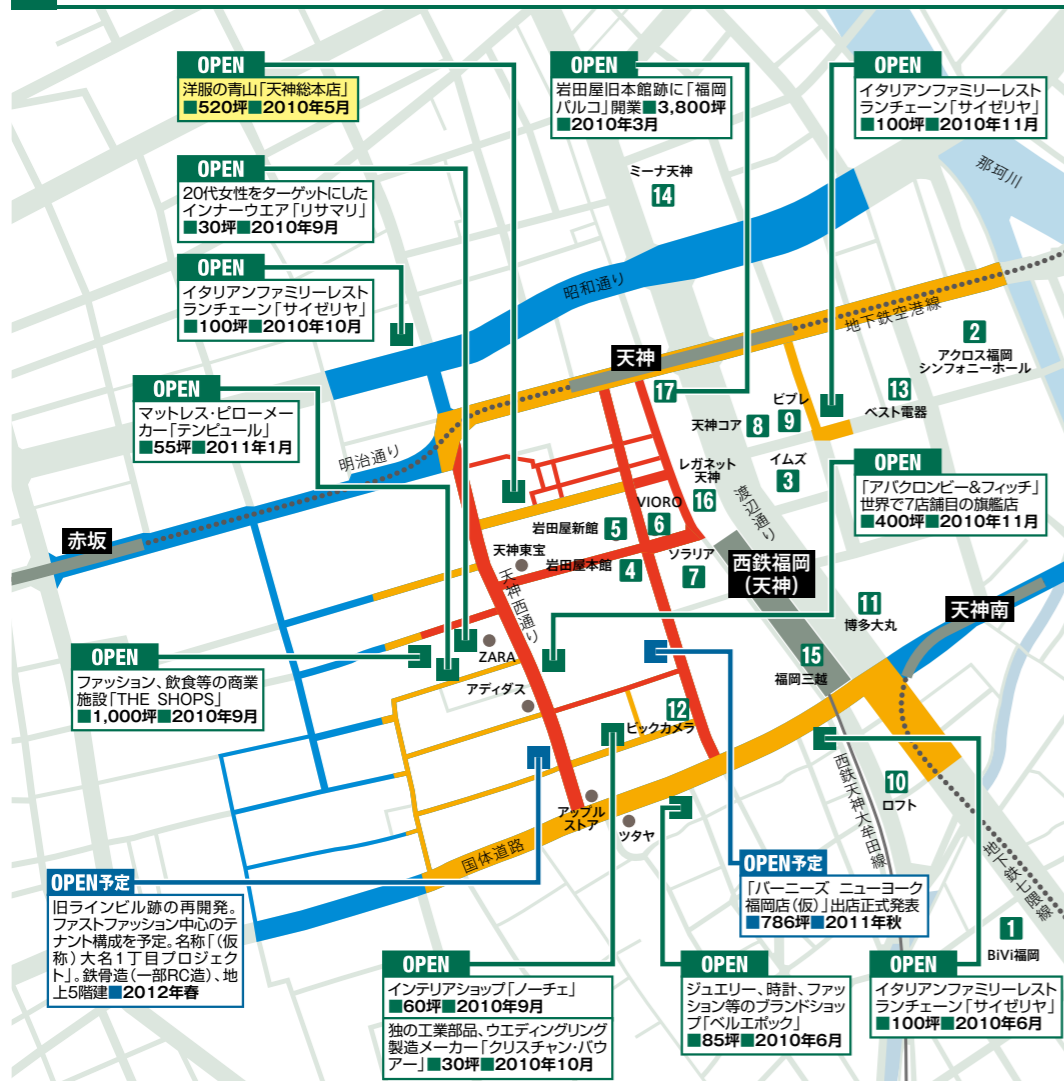 OPEN
洋服の青山「天神総本店」
■520坪■2010年5月
OPEN
岩田屋旧本館跡に「福岡
パルコ」開業■3,800坪
■2010年3月
OPEN
イタリアンファミリーレスト
ランチェーン「サイゼリヤ」
■100坪■2010年11月
OPEN
20代女性をターゲットにした
インナーウエア「リサマリ」
■30坪■2010年9月
OPEN
イタリアンファミリーレスト
ランチェーン「サイゼリヤ」
■100坪■2010年10月
OPEN
マットレス・ピローメー
カー「テンピュール」
■55坪■2011年1月
OPEN
「アバクロンビー&フィッチ」
世界で7店舗目の旗艦店
■400坪■2010年11月
OPEN
ファッション、飲食等の商業
施設「THE SHOPS」
■1,000坪■2010年9月
ミーナ天神
14
那珂川
昭和通り
地下鉄空港線
2
アクロス福岡
シンフォニーホール
天神
17
13
ベスト電器
ビブレ
9
天神コア
8
イムズ
3
明治通り
レガネット
天神
16
渡辺通り
VIORO
6
岩田屋新館
5
赤坂
天神東宝
岩田屋本館
4
ソラリア
7
西鉄福岡
(天神)
天神西通り
11
博多大丸
天神南
15
福岡三越
ZARA
アディダス
12
ビックカメラ
西鉄天神大牟田線
10
ロフト
アップル
ストア
ツタヤ
国体道路
地下鉄七隈線
1
BiVi福岡
OPEN予定
旧ラインビル跡の再開発。
ファストファッション中心のテ
ナント構成を予定。名称「(仮
称)大名1丁目プロジェク
ト」。鉄骨造(一部RC造)、地
上5階建■2012年春
OPEN予定
「バーニーズ ニューヨーク
福岡店(仮)」出店正式発表
■786坪■2011年秋
OPEN
インテリアショップ「ノーチェ」
■60坪■2010年9月
独の工業部品、ウエディングリング
製造メーカー「クリスチャン・バウ
アー」■30坪■2010年10月
OPEN
ジュエリー、時計、ファッ
ション等のブランドショッ
プ「ベルエポック」
■85坪■2010年6月
OPEN
イタリアンファミリーレスト
ランチェーン「サイゼリヤ」
■100坪■2010年6月